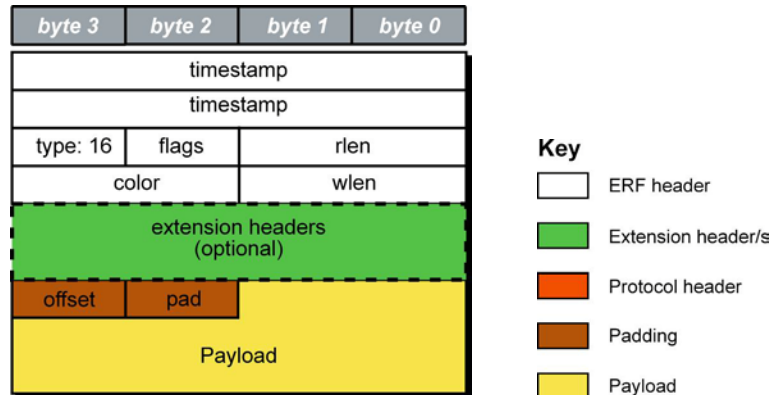 byte 3 byte 2 byte 1 byte 0
timestamp
timestamp
type: 16 flags rlen
color wlen
extension headers
(optional)
offset pad
Payload
Key
ERF header
Extension header/s
Protocol header
Padding
Payload